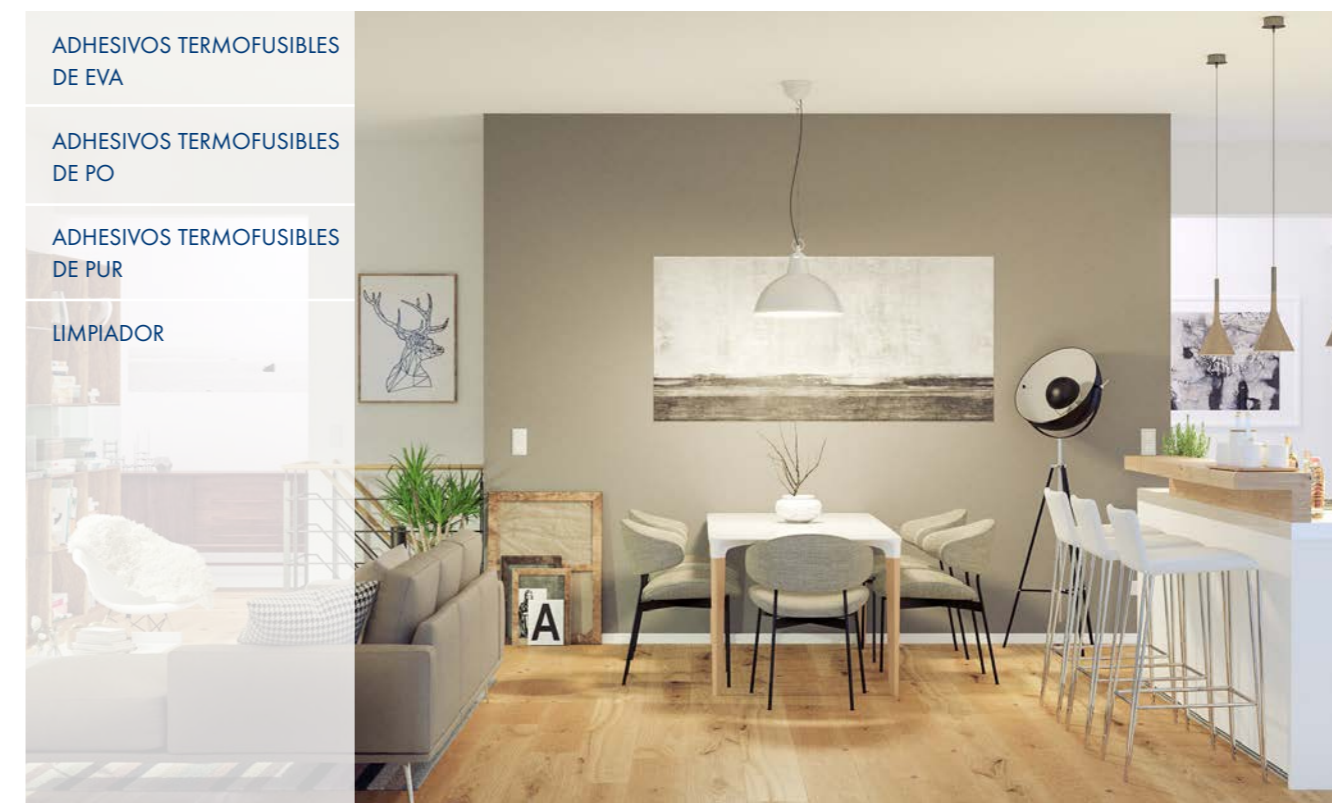 ADHESIVOS TERMOFUSIBLES
DE EVA
ADHESIVOS TERMOFUSIBLES
DE PO
ADHESIVOS TERMOFUSIBLES
DE PUR
LIMPIADOR
A